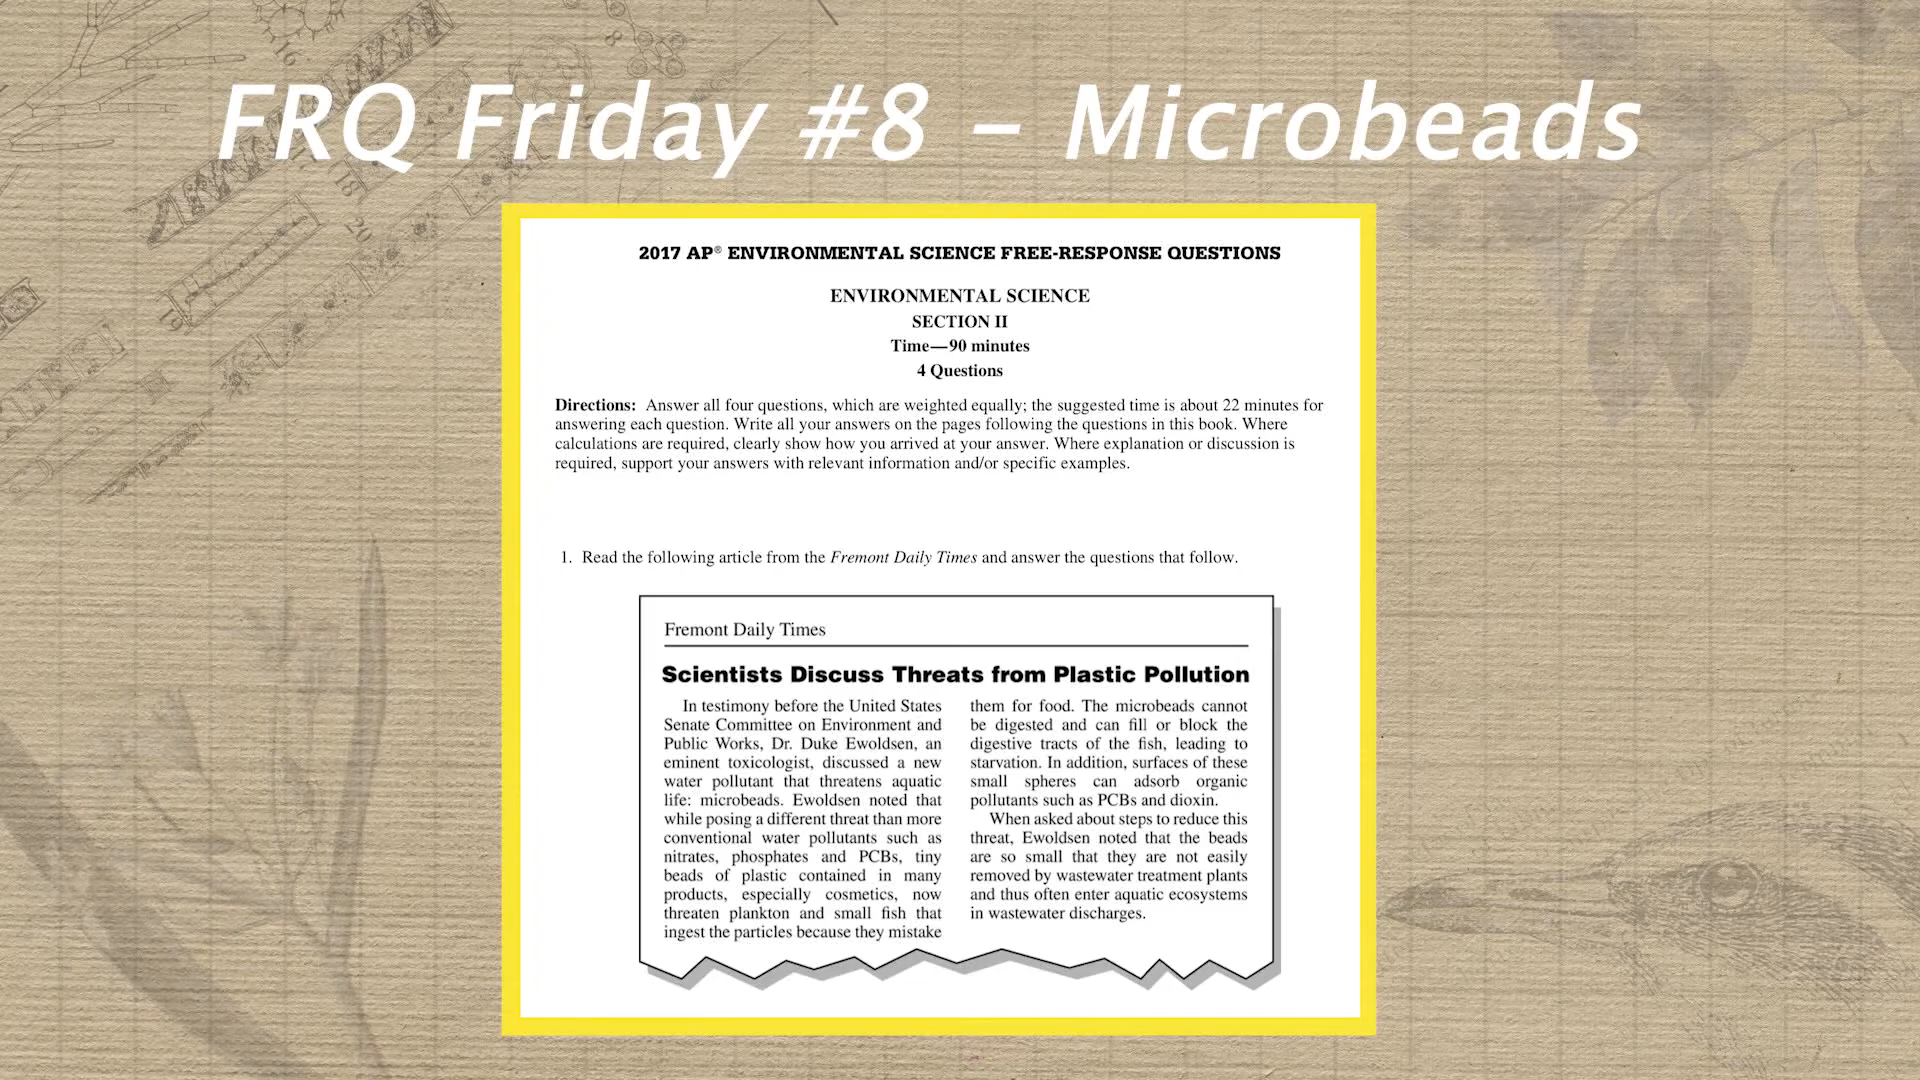 FRQ Friday #8 – Microbeads
2017 AP® ENVIRONMENTAL SCIENCE FREE-RESPONSE QUESTIONS
ENVIRONMENTAL SCIENCE
SECTION II
Time—90 minutes
4 Questions
Directions: Answer all four questions, which are weighted equally; the suggested time is about 22 minutes for
answering each question. Write all your answers on the pages following the questions in this book. Where
calculations are required, clearly show how you arrived at your answer. Where explanation or discussion is
required, support your answers with relevant information and/or specific examples.
1. Read the following article from the Fremont Daily Times and answer the questions that follow.
Fremont Daily Times
Scientists Discuss Threats from Plastic Pollution
In testimony before the United States
Senate Committee on Environment and
Public Works, Dr. Duke Ewoldsen, an
eminent toxicologist, discussed a new
water pollutant that threatens aquatic
life: microbeads. Ewoldsen noted that
while posing a different threat than more
conventional water pollutants such as
nitrates, phosphates and PCBs, tiny
beads of plastic contained in many
products, especially cosmetics, now
threaten plankton and small fish that
ingest the particles because they mistake
them for food. The microbeads cannot
be digested and can fill or block the
digestive tracts of the fish, leading to
starvation. In addition, surfaces of these
small spheres can adsorb organic
pollutants such as PCBs and dioxin.
When asked about steps to reduce this
threat, Ewoldsen noted that the beads
are so small that they are not easily
removed by wastewater treatment plants
and thus often enter aquatic ecosystems
in wastewater discharges.
16
18
20
8